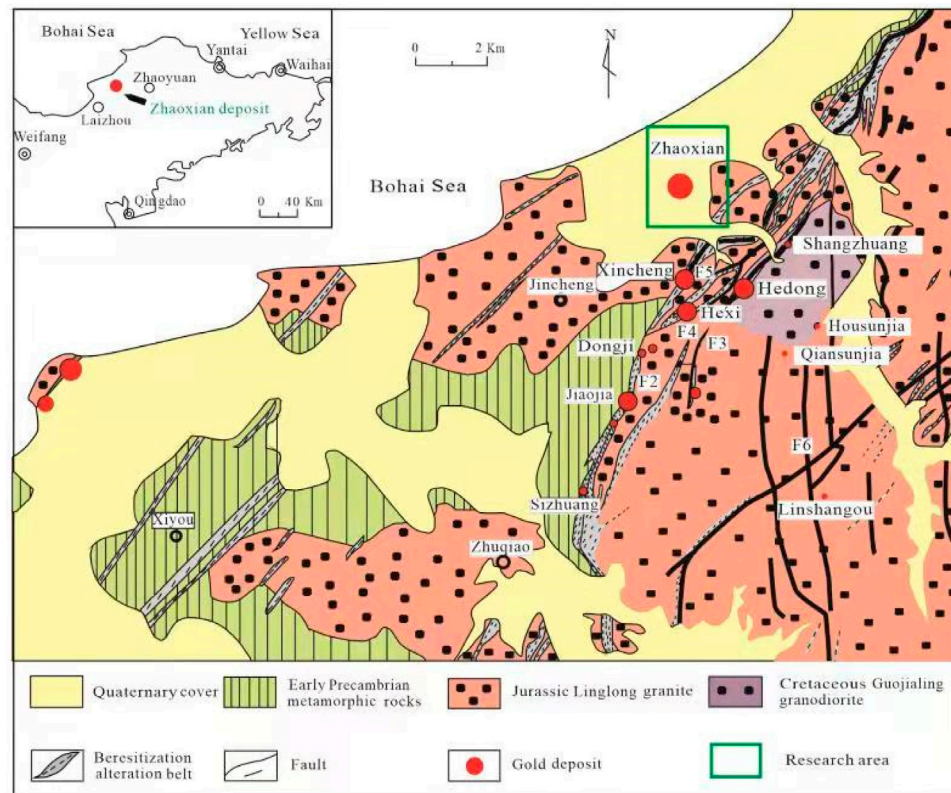 Bohai Sea
Yellow Sea
Yantai
Waihai
Zhaoyuan
Zhaoxian deposit
Laizhou
Weifang
Qingdao
0 40 Km
0 2 Km
N
Bohai Sea
Zhaoxian
Shangzhuang
Xincheng
F5
Jincheng
Hedong
Hexi
F4
Housunjia
Dongji
F3
Qiansunjia
F2
Jiaojia
F6
Sizhuang
Linshangou
Xiyou
Zhuqiao
Quaternary cover
Early Precambrian
metamorphic rocks
Jurassic Linglong granite
Cretaceous Guojialing
granodiorite
Beresitization
alteration belt
Fault
Gold deposit
Research area